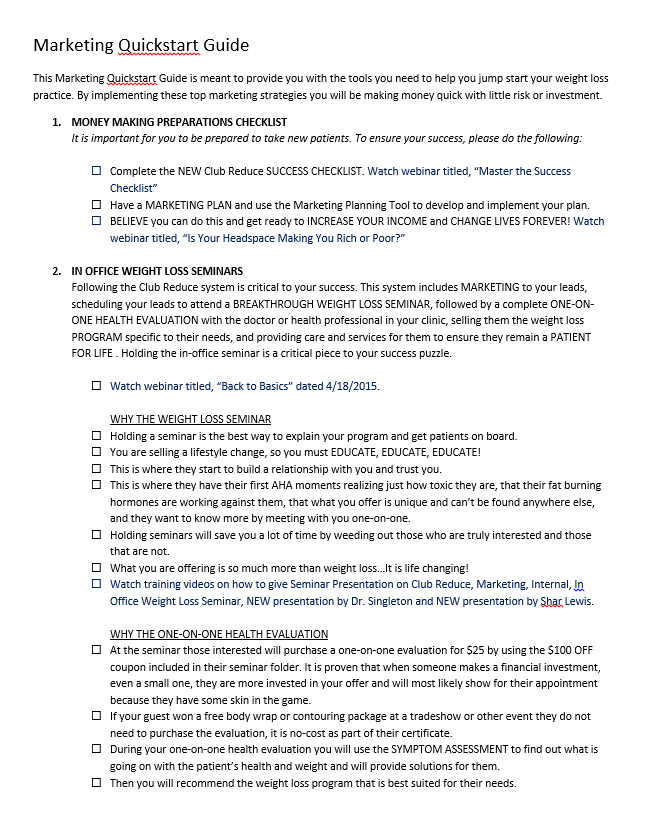 Marketing Quickstart Guide
This Marketing Quickstart Guide is meant to provide you with the tools you need to help you jump start your weight loss
practice. By implementing these top marketing strategies you will be making money quick with little risk or investment.
1. MONEY MAKING PREPARATIONS CHECKLIST
It is important for you to be prepared to take new patients. To ensure your success, please do the following:
☐ Complete the NEW Club Reduce SUCCESS CHECKLIST. Watch webinar titled, “Master the Success
Checklist”
☐ Have a MARKETING PLAN and use the Marketing Planning Tool to develop and implement your plan.
☐ BELIEVE you can do this and get ready to INCREASE YOUR INCOME and CHANGE LIVES FOREVER! Watch
webinar titled, “Is Your Headspace Making You Rich or Poor?”
2. IN OFFICE WEIGHT LOSS SEMINARS
Following the Club Reduce system is critical to your success. This system includes MARKETING to your leads,
scheduling your leads to attend a BREAKTHROUGH WEIGHT LOSS SEMINAR, followed by a complete ONE-ON-
ONE HEALTH EVALUATION with the doctor or health professional in your clinic, selling them the weight loss
PROGRAM specific to their needs, and providing care and services for them to ensure they remain a PATIENT
FOR LIFE . Holding the in-office seminar is a critical piece to your success puzzle.
☐ Watch webinar titled, “Back to Basics” dated 4/18/2015.
WHY THE WEIGHT LOSS SEMINAR
☐ Holding a seminar is the best way to explain your program and get patients on board.
☐ You are selling a lifestyle change, so you must EDUCATE, EDUCATE, EDUCATE!
☐ This is where they start to build a relationship with you and trust you.
☐ This is where they have their first AHA moments realizing just how toxic they are, that their fat burning
hormones are working against them, that what you offer is unique and can’t be found anywhere else,
and they want to know more by meeting with you one-on-one.
☐ Holding seminars will save you a lot of time by weeding out those who are truly interested and those
that are not.
☐ What you are offering is so much more than weight loss…It is life changing!
☐ Watch training videos on how to give Seminar Presentation on Club Reduce, Marketing, Internal, In
Office Weight Loss Seminar, NEW presentation by Dr. Singleton and NEW presentation by Shar Lewis.
WHY THE ONE-ON-ONE HEALTH EVALUATION
☐ At the seminar those interested will purchase a one-on-one evaluation for $25 by using the $100 OFF
coupon included in their seminar folder. It is proven that when someone makes a financial investment,
even a small one, they are more invested in your offer and will most likely show for their appointment
because they have some skin in the game.
☐ If your guest won a free body wrap or contouring package at a tradeshow or other event they do not
need to purchase the evaluation, it is no-cost as part of their certificate.
☐ During your one-on-one health evaluation you will use the SYMPTOM ASSESSMENT to find out what is
going on with the patient’s health and weight and will provide solutions for them.
☐ Then you will recommend the weight loss program that is best suited for their needs.